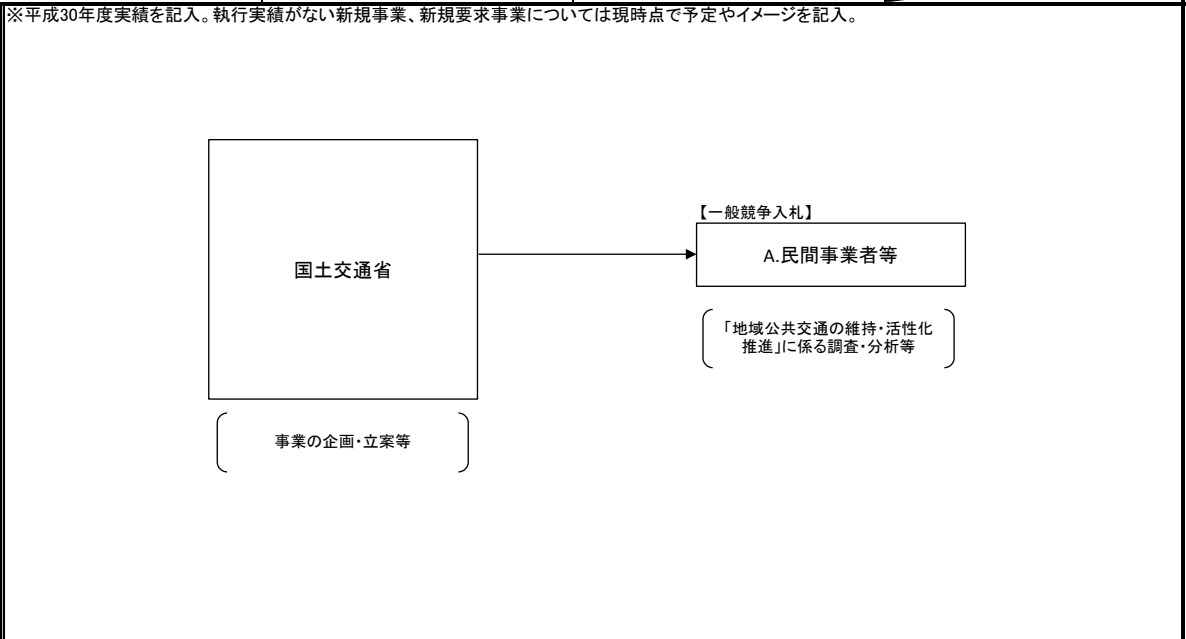 ※平成30年度実績を記入。執行実績がない新規事業、新規要求事業については現時点で予定やイメージを記入。
国土交通省
事業の企画・立案等
【一般競争入札】
A.民間事業者等
「地域公共交通の維持・活性化
推進」に係る調査・分析等